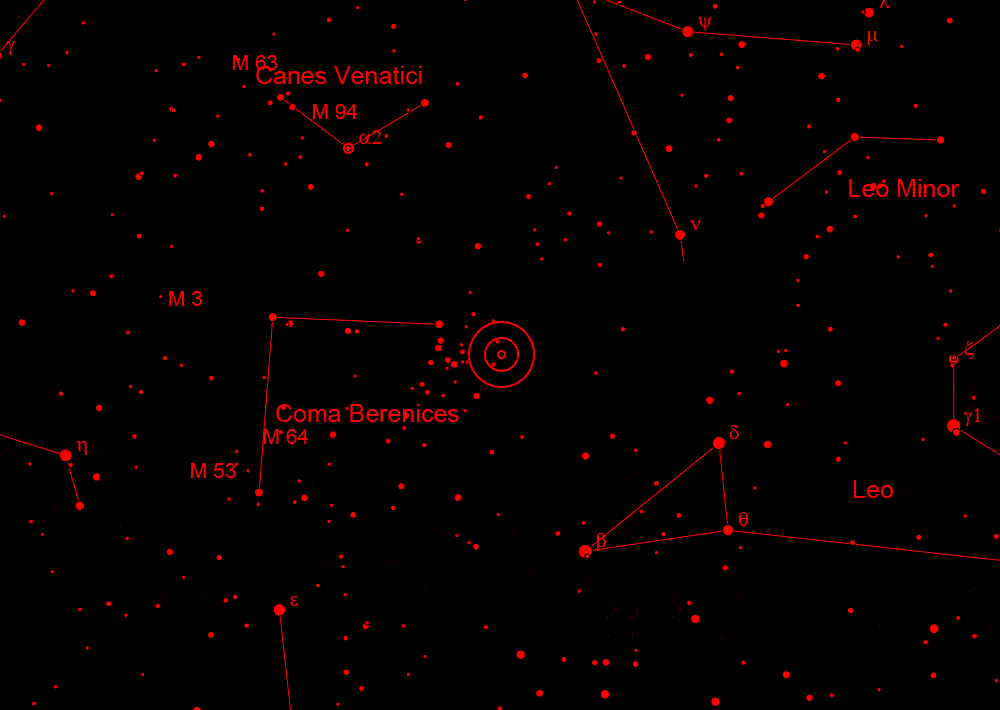 λ
ψ
μ
γ
M 63
Canes Venatici
M 94
α2
Leo Minor
ν
M 3
ζ
Coma Berenices
γ1
M 64
δ
η
M 53
Leo
θ
β
ε